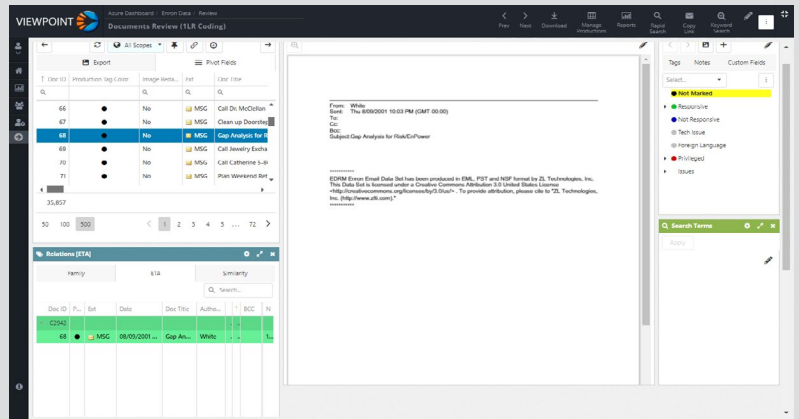 VIEWPOINT
Azure Dashboard / Enron Data / Review
Documents Review (1LR Coding)
Prev
Next
Download
Manage Productions
Reports
Rapid Search
Copy Link
Keyword Search
All Scopes
Export
Pivot Fields
Doc ID
Production Tag Color
Image Reda...
Ext
Doc Title
66 No MSG Call Dr. McClellan
67 No MSG Clean up Doorstep
68 No MSG Gap Analysis for R
69 No MSG Call Jewelry Excha
70 No MSG Call Catherine 5-8
71 No MSG Plan Weekend Ret
35,857
50 100 500
1 2 3 4 5 ... 72
Relations [ETA]
Family
ETA
Similarity
Search...
Doc ID P... Ext Date Doc Title Autho... BCC N
C2942
68 MSG 08/09/2001 ... Gap An... White 1...
From: White
Sent: Thu 8/09/2001 10:03 PM (GMT-00:00)
To:
Cc:
Bcc:
Subject:Gap Analysis for Risk/EnPower
***********
EDRM Enron Email Data Set has been produced in EML, PST and NSF format by ZL Technologies, Inc.
This Data Set is licensed under a Creative Commons Attribution 3.0 United States License
<http://creativecommons.org/licenses/by/3.0/us/> . To provide attribution, please cite to "ZL Technologies,
Inc. (http://www.zlti.com)."
***********
Tags
Notes
Custom Fields
Select...
Not Marked
Responsive
Not Responsive
Tech Issue
Foreign Language
Privileged
Issues
Search Terms
Apply